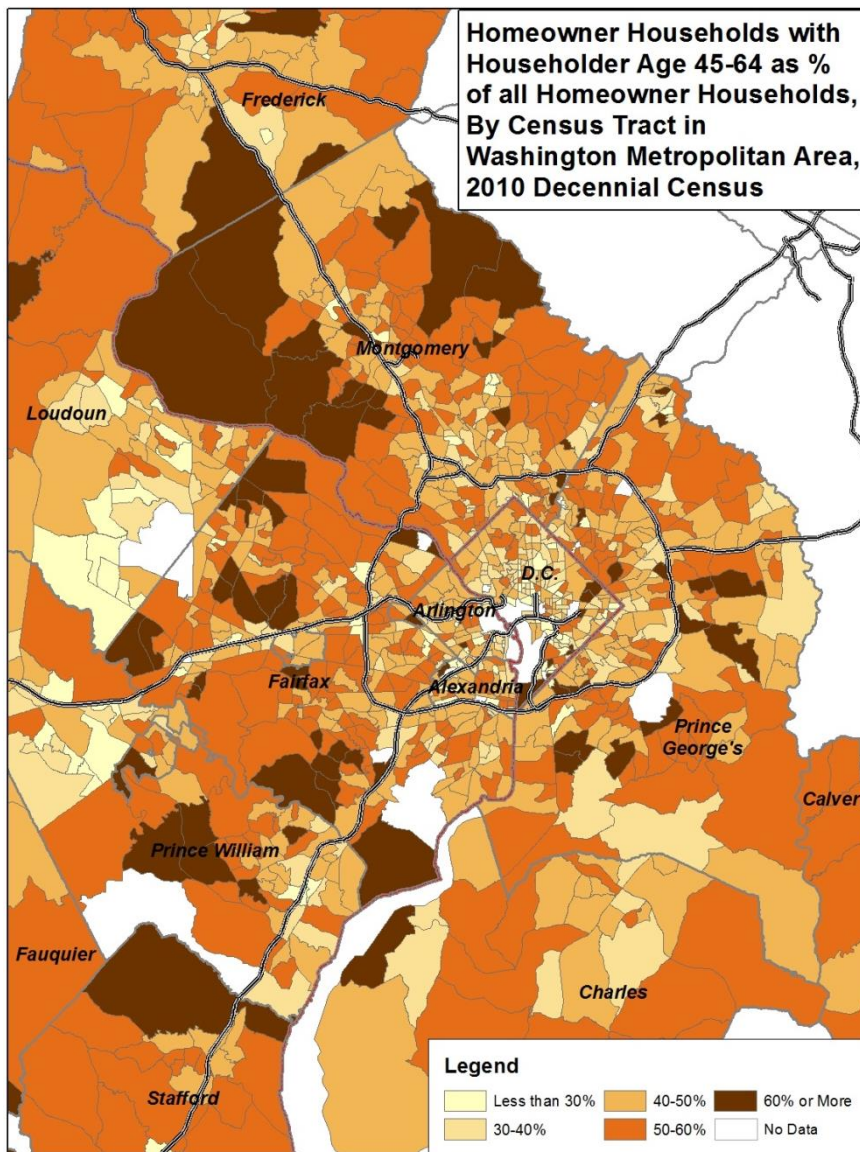 Homeowner Households with
Householder Age 45-64 as %
of all Homeowner Households,
By Census Tract in
Washington Metropolitan Area,
2010 Decennial Census
Frederick
Montgomery
Loudoun
D.C.
Arlington
Fairfax
Alexandria
Prince
George's
Calver
Prince William
Fauquier
Charles
Stafford
Legend
Less than 30%
40-50%
60% or More
30-40%
50-60%
No Data